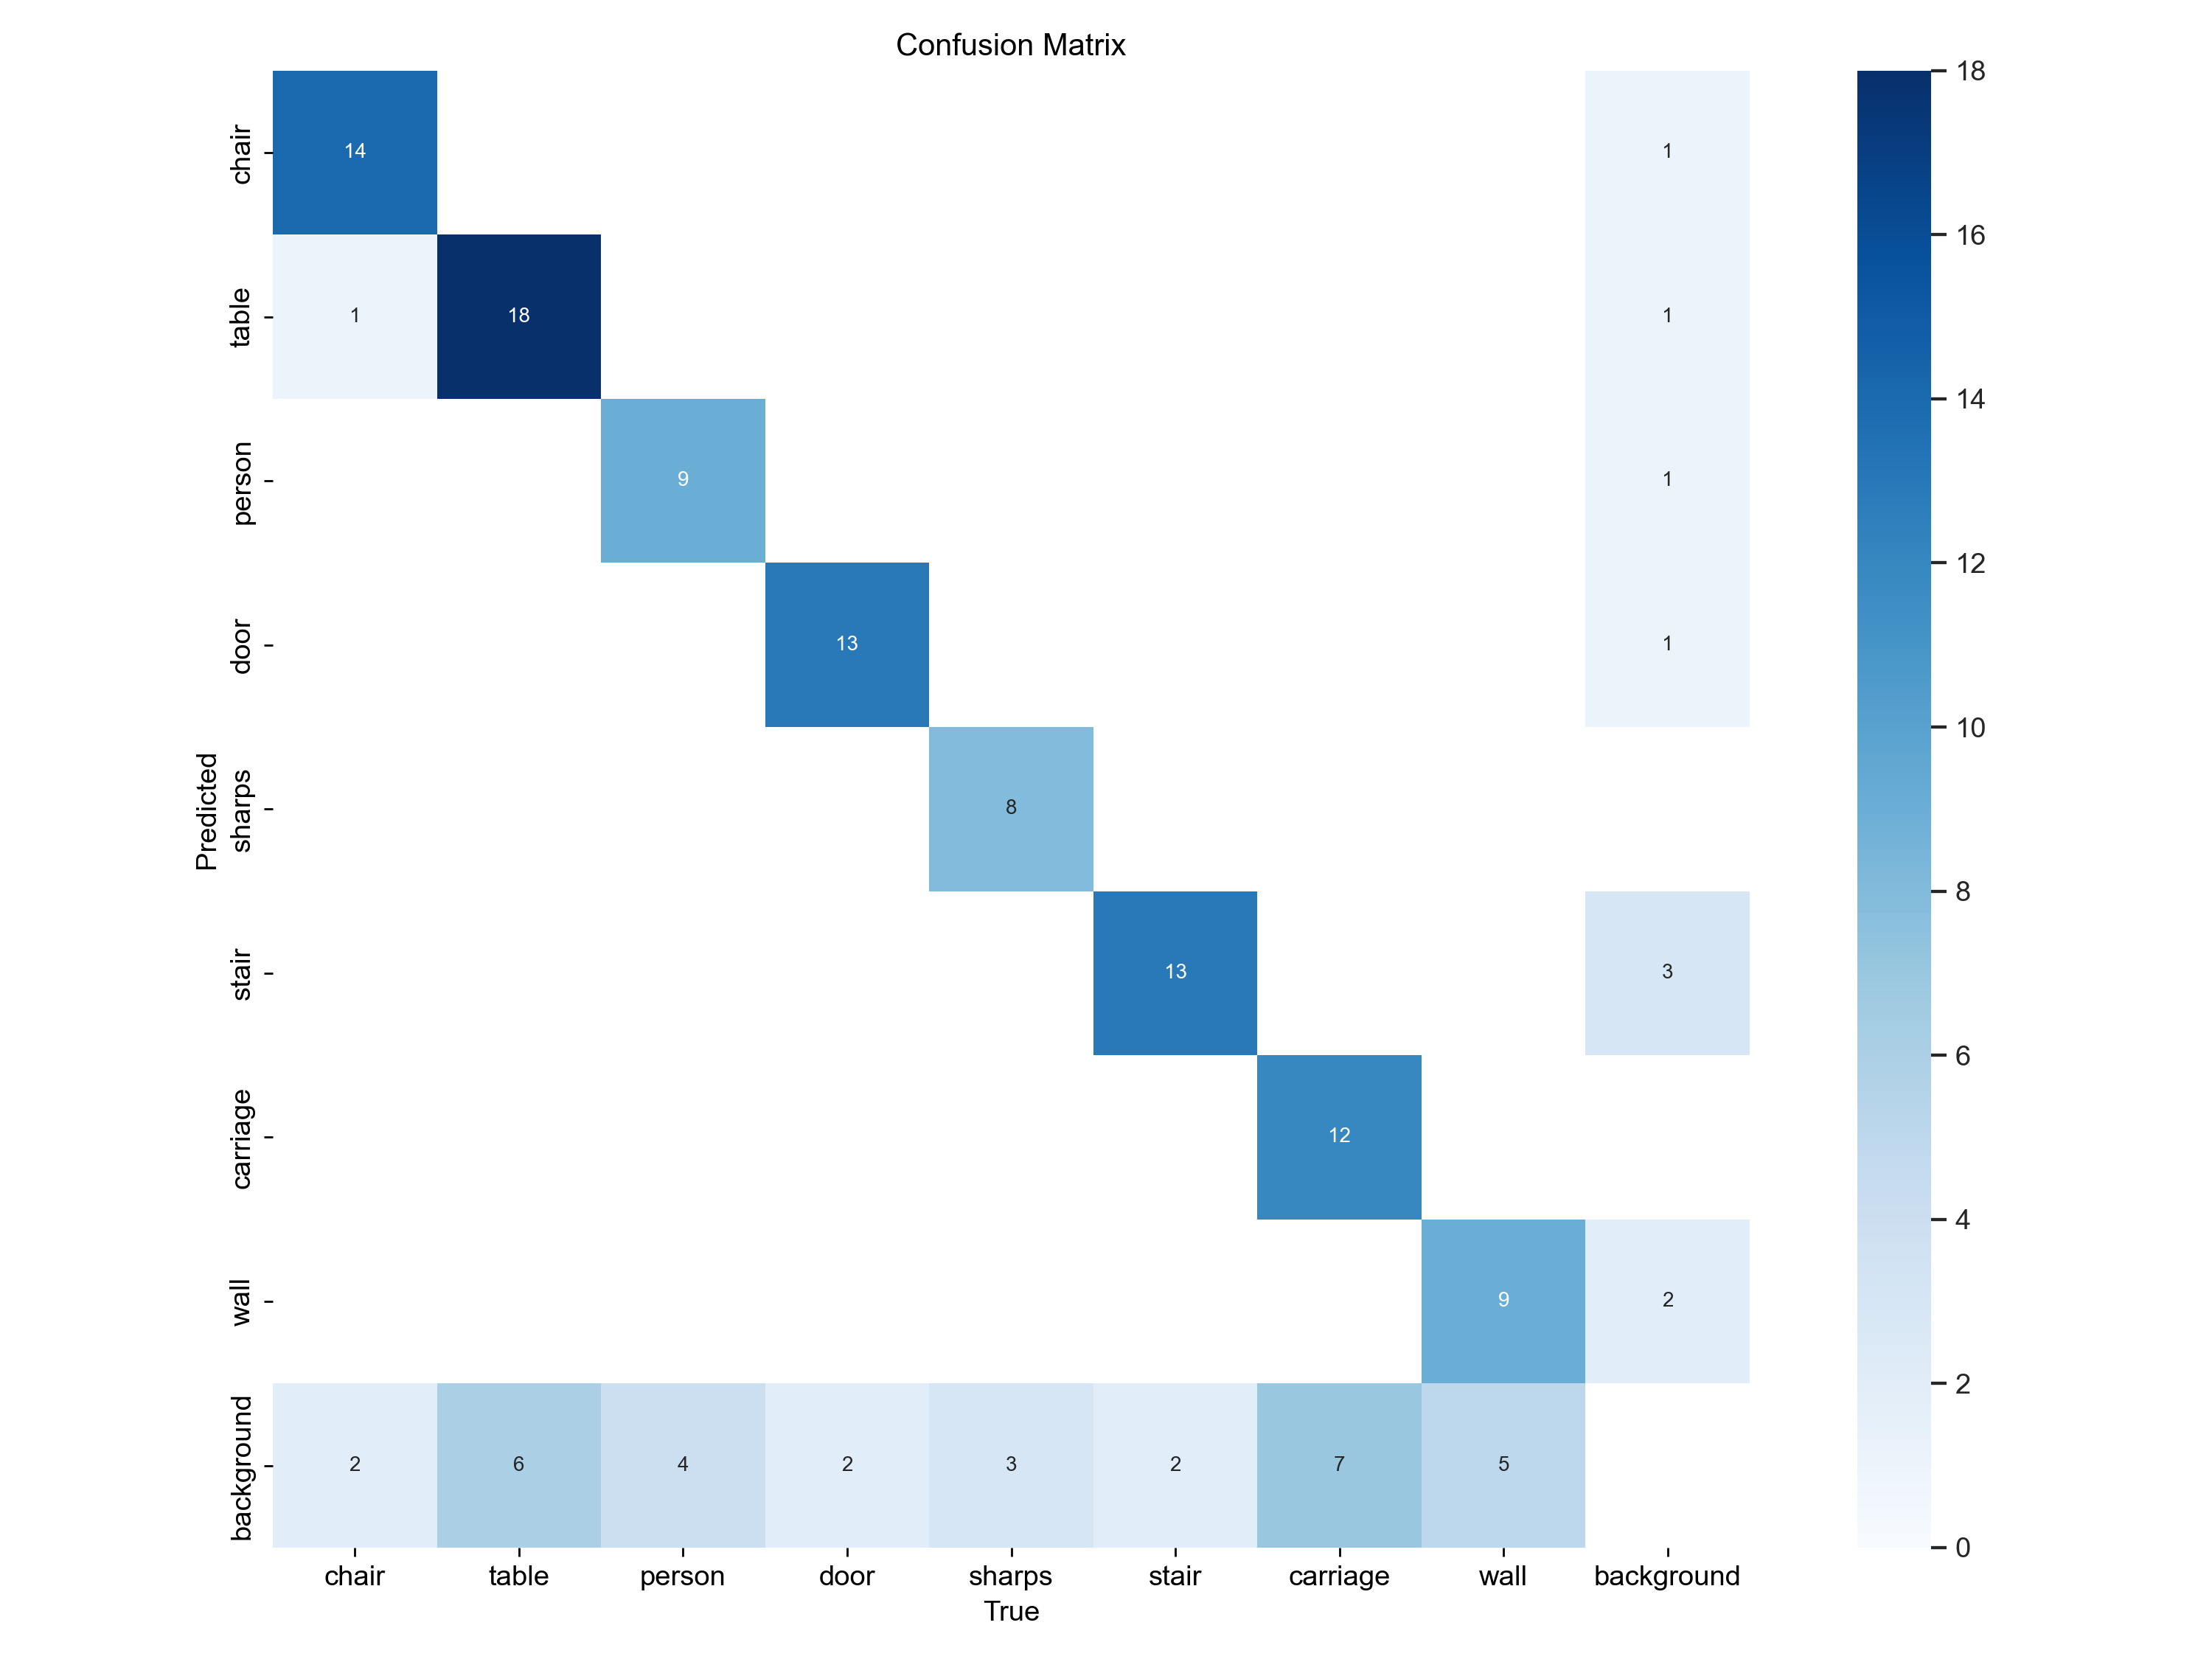 Confusion Matrix
chair
14
1
table
1
18
1
person
9
1
door
13
1
sharps
8
stair
13
3
carriage
12
wall
9
2
background
2
6
4
2
3
2
7
5
Predicted
chair
table
person
door
sharps
stair
carriage
wall
background
True
18
16
14
12
10
8
6
4
2
0